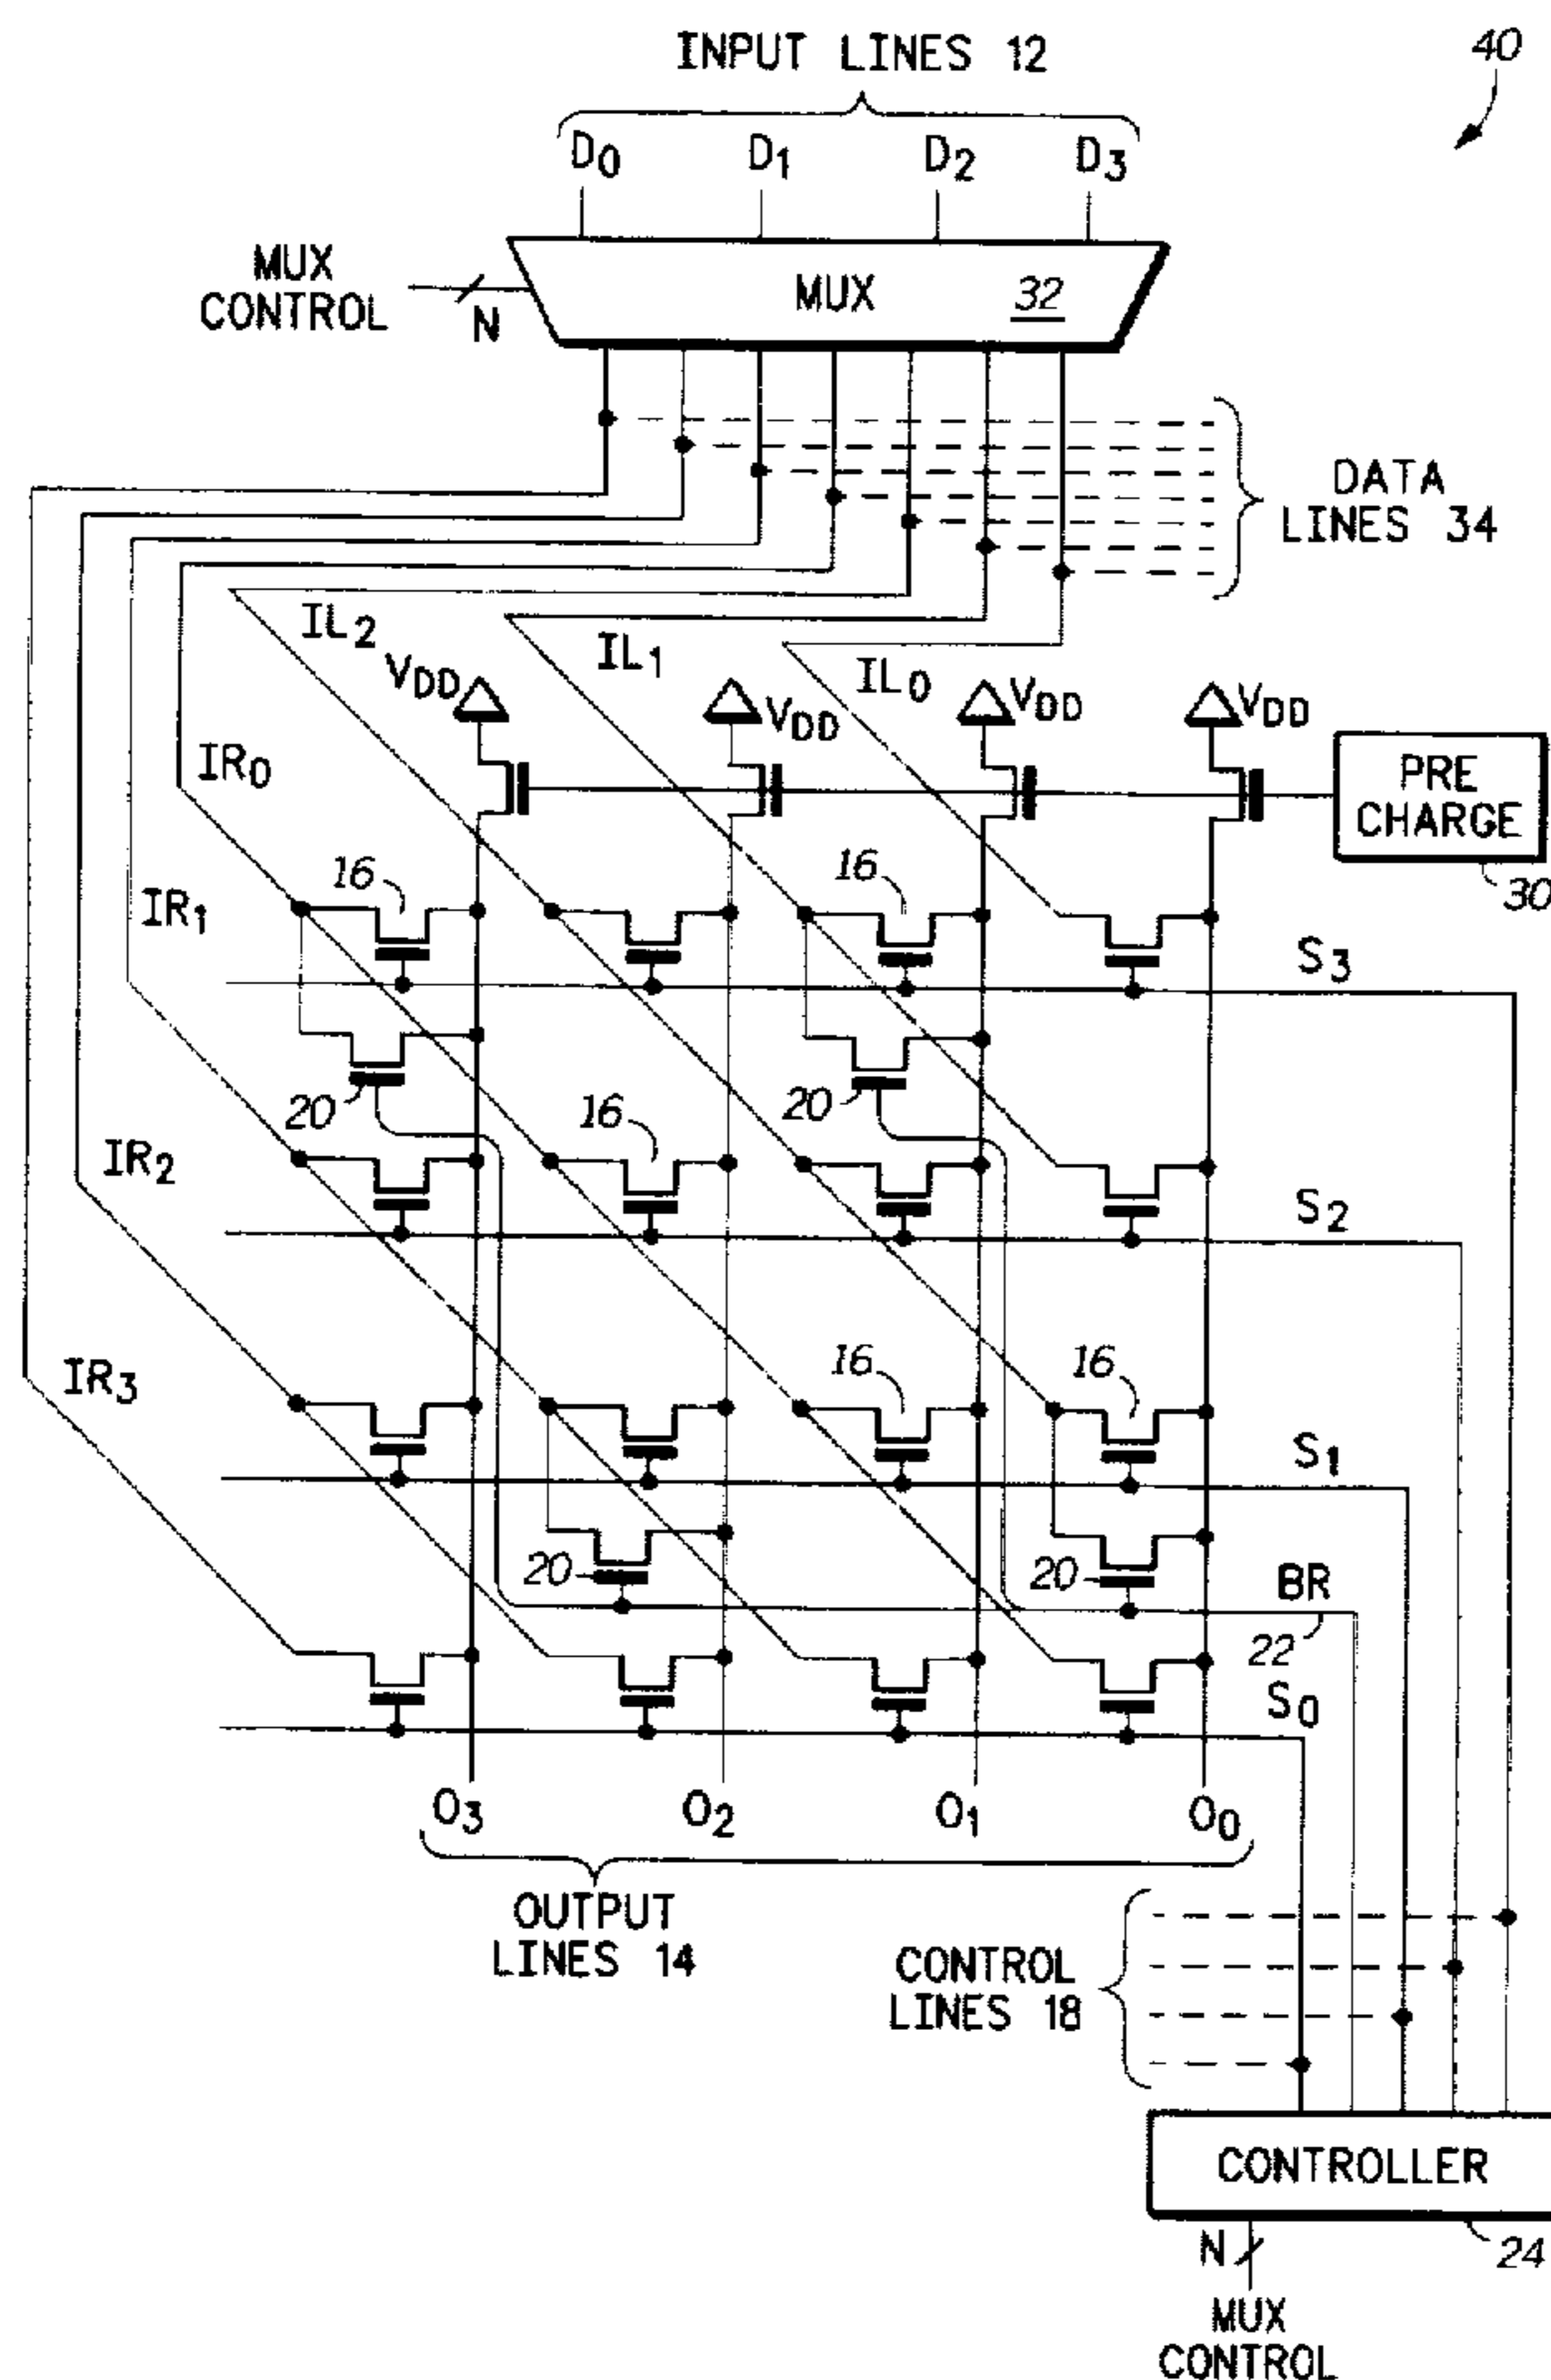 INPUT LINES 12
40
D0 D1 D2 D3
MUX CONTROL
N
MUX 32
DATA LINES 34
IL2
IL1
IL0
VDD
VDD
VDD
VDD
IR0
PRE CHARGE
30
16
16
IR1
S3
20
20
16
IR2
S2
16
16
IR3
S1
20
20
BR
22
S0
O3 O2 O1 O0
OUTPUT LINES 14
CONTROL LINES 18
CONTROLLER
24
N
MUX CONTROL